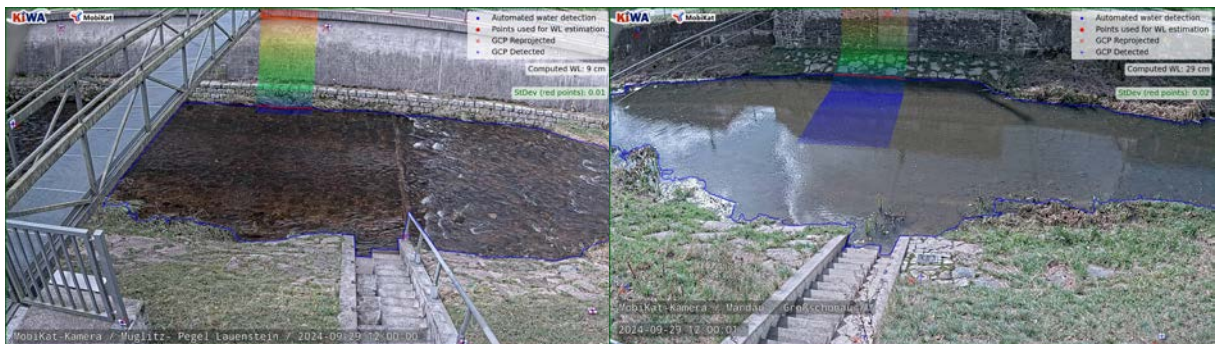 KIWA MobiKat
Automated water detection
Points used for WL estimation
GCP Reprojected
GCP Detected
Computed WL: 9 cm
StDev (red points): 0.01
MobiKat-Kamera / Müglitz- Pegel Lauenstein / 2024-09-29 12:00:00
KIWA MobiKat
Automated water detection
Points used for WL estimation
GCP Reprojected
GCP Detected
Computed WL: 29 cm
StDev (red points): 0.02
MobiKat-Kamera / Mandau - Großschönau
2024-09-29 12:00:01